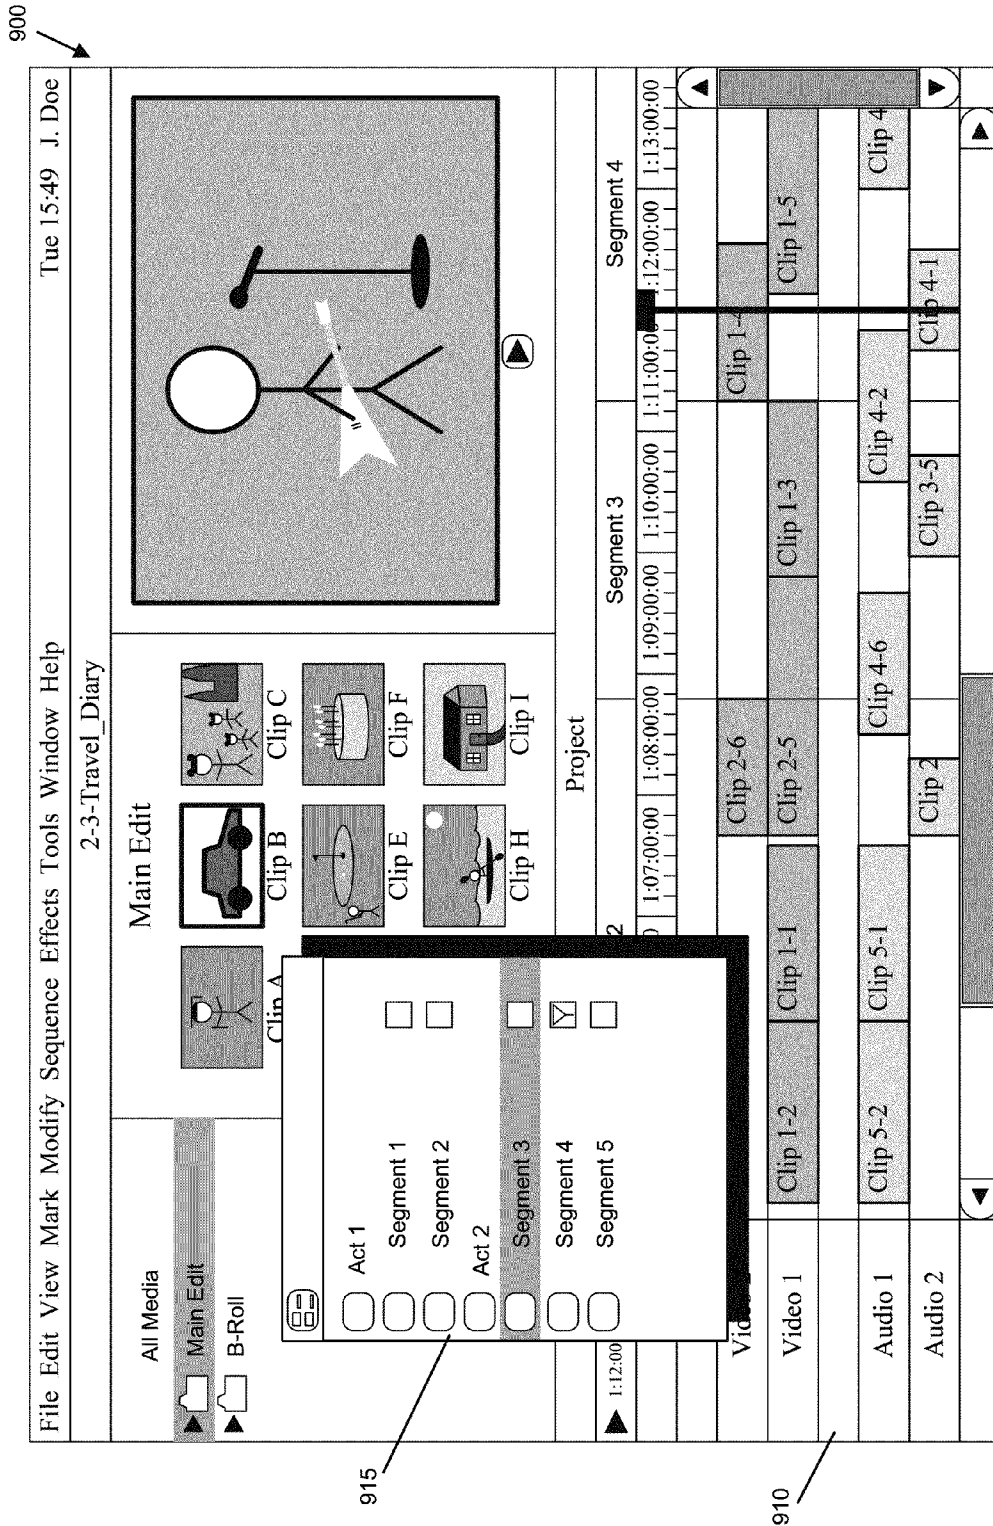 900
File Edit View Mark Modify Sequence Effects Tools Window Help
Tue 15:49 J. Doe
2-3-Travel_Diary
All Media
Main Edit
B-Roll
Main Edit
Clip B
Clip C
Clip E
Clip F
Clip H
Clip I
915
Act 1
Segment 1
Segment 2
Act 2
Segment 3
Segment 4
Segment 5
Y
Project
1:12:00
2
Segment 3
Segment 4
0
1:07:00:00
1:08:00:00
1:09:00:00
1:10:00:00
1:11:00:0
1:12:00:00
1:13:00:00
Clip 2-6
Clip 1-4
Video 1
Clip 1-2
Clip 1-1
Clip 2-5
Clip 1-3
Clip 1-5
910
Audio 1
Clip 5-2
Clip 5-1
Clip 4-6
Clip 4-2
Clip 4
Audio 2
Clip 2
Clip 3-5
Clip 4-1